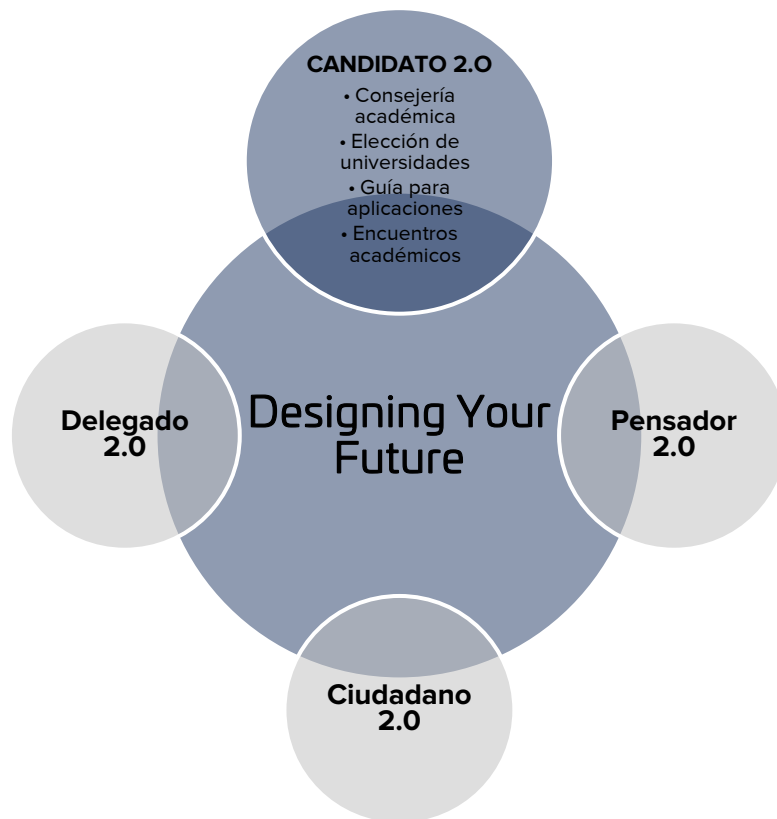 CANDIDATO 2.O
• Consejería
académica
• Elección de
universidades
• Guía para
aplicaciones
• Encuentros
académicos
Designing Your
Future
Delegado
2.0
Pensador
2.0
Ciudadano
2.0